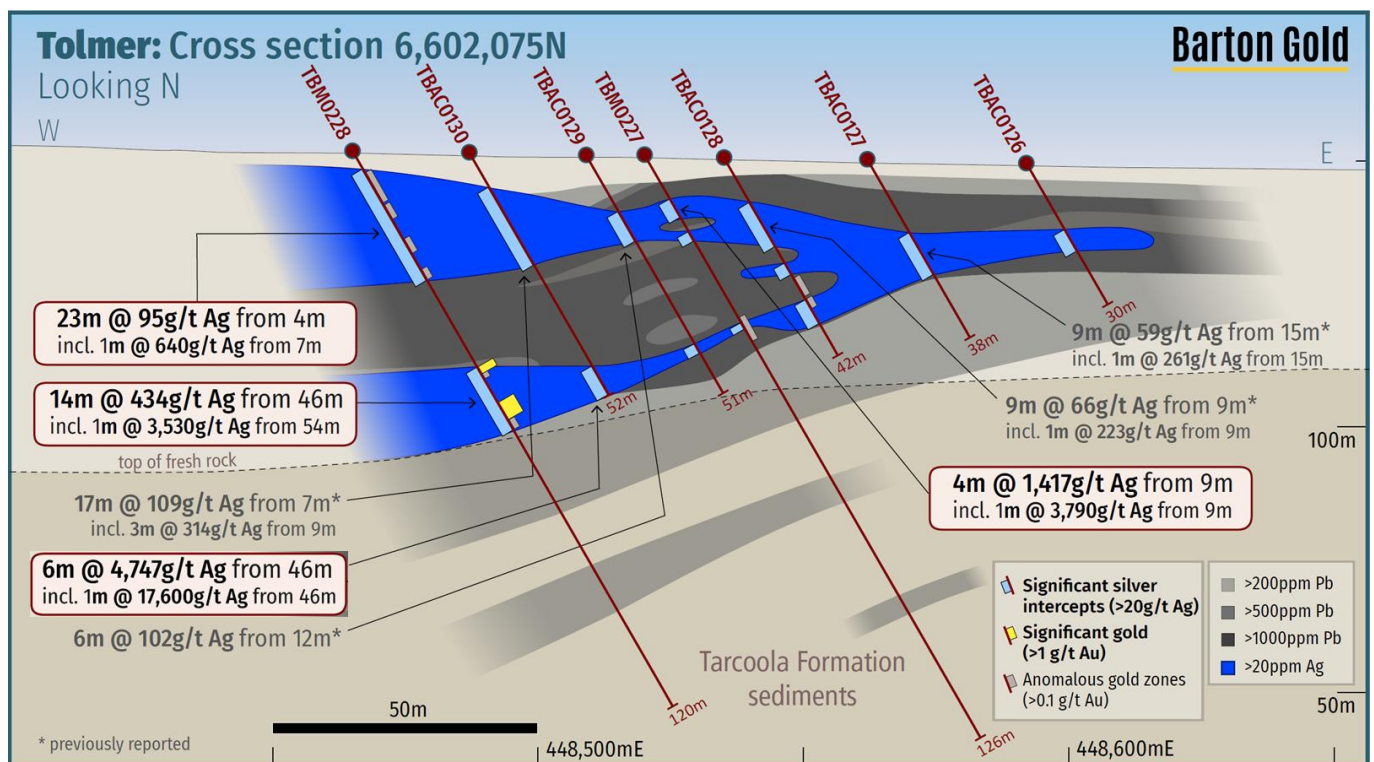 Tolmer: Cross section 6,602,075N
Looking N
Barton Gold
W
E
TBM0228
TBAC0130
TBAC0129
TBM0227
TBAC0128
TBAC0127
TBAC0126
23m @ 95g/t Ag from 4m
incl. 1m @ 640g/t Ag from 7m
14m @ 434g/t Ag from 46m
incl. 1m @ 3,530g/t Ag from 54m
top of fresh rock
17m @ 109g/t Ag from 7m*
incl. 3m @ 314g/t Ag from 9m
6m @ 4,747g/t Ag from 46m
incl. 1m @ 17,600g/t Ag from 46m
6m @ 102g/t Ag from 12m*
52m
51m
42m
38m
30m
9m @ 59g/t Ag from 15m*
incl. 1m @ 261g/t Ag from 15m
9m @ 66g/t Ag from 9m*
incl. 1m @ 223g/t Ag from 9m
100m
4m @ 1,417g/t Ag from 9m
incl. 1m @ 3,790g/t Ag from 9m
Significant silver
intercepts (>20g/t Ag)
Significant gold
(>1 g/t Au)
Anomalous gold zones
(>0.1 g/t Au)
>200ppm Pb
>500ppm Pb
>1000ppm Pb
>20ppm Ag
Tarcoola Formation
sediments
120m
126m
50m
50m
* previously reported
448,500mE
448,600mE